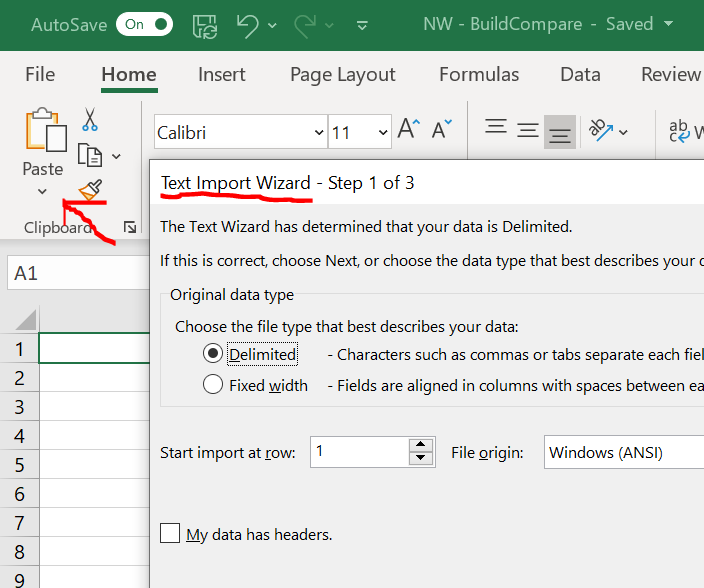 AutoSave On NW - BuildCompare - Saved
File Home Insert Page Layout Formulas Data Review
Paste
Calibri 11 A A ab W
Clipboard
Text Import Wizard - Step 1 of 3
The Text Wizard has determined that your data is Delimited.
If this is correct, choose Next, or choose the data type that best describes your d
Original data type
Choose the file type that best describes your data:
Delimited - Characters such as commas or tabs separate each fiel
Fixed width - Fields are aligned in columns with spaces between ea
Start import at row: 1 File origin: Windows (ANSI)
My data has headers.
A1
1
2
3
4
5
6
7
8
9